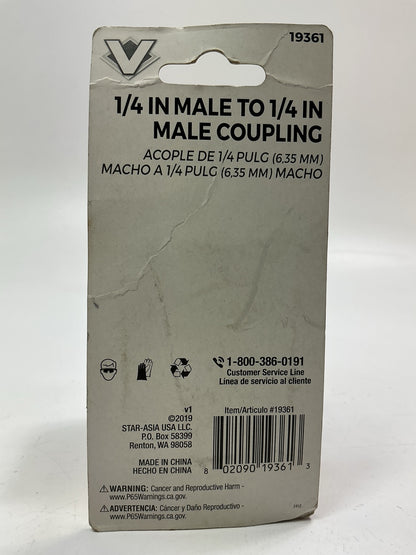 V
19361
1/4 IN MALE TO 1/4 IN
MALE COUPLING
ACOPLE DE 1/4 PULG (6,35 MM)
MACHO A 1/4 PULG (6,35 MM) MACHO
1-800-386-0191
Customer Service Line
Línea de servicio al cliente
v1
©2019
STAR-ASIA USA LLC.
P.O. Box 58399
Renton, WA 98058
MADE IN CHINA
HECHO EN CHINA
Item/Artículo #19361
8 02090 19361 3
WARNING: Cancer and Reproductive Harm -
www.P65Warnings.ca.gov.
ADVERTENCIA: Cáncer y Daño Reproductivo -
www.P65Warnings.ca.gov.